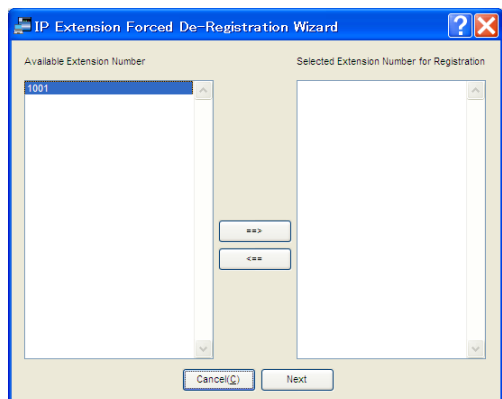 IP Extension Forced De-Registration Wizard
Available Extension Number
Selected Extension Number for Registration
1001
==>
<==
Cancel(C)
Next